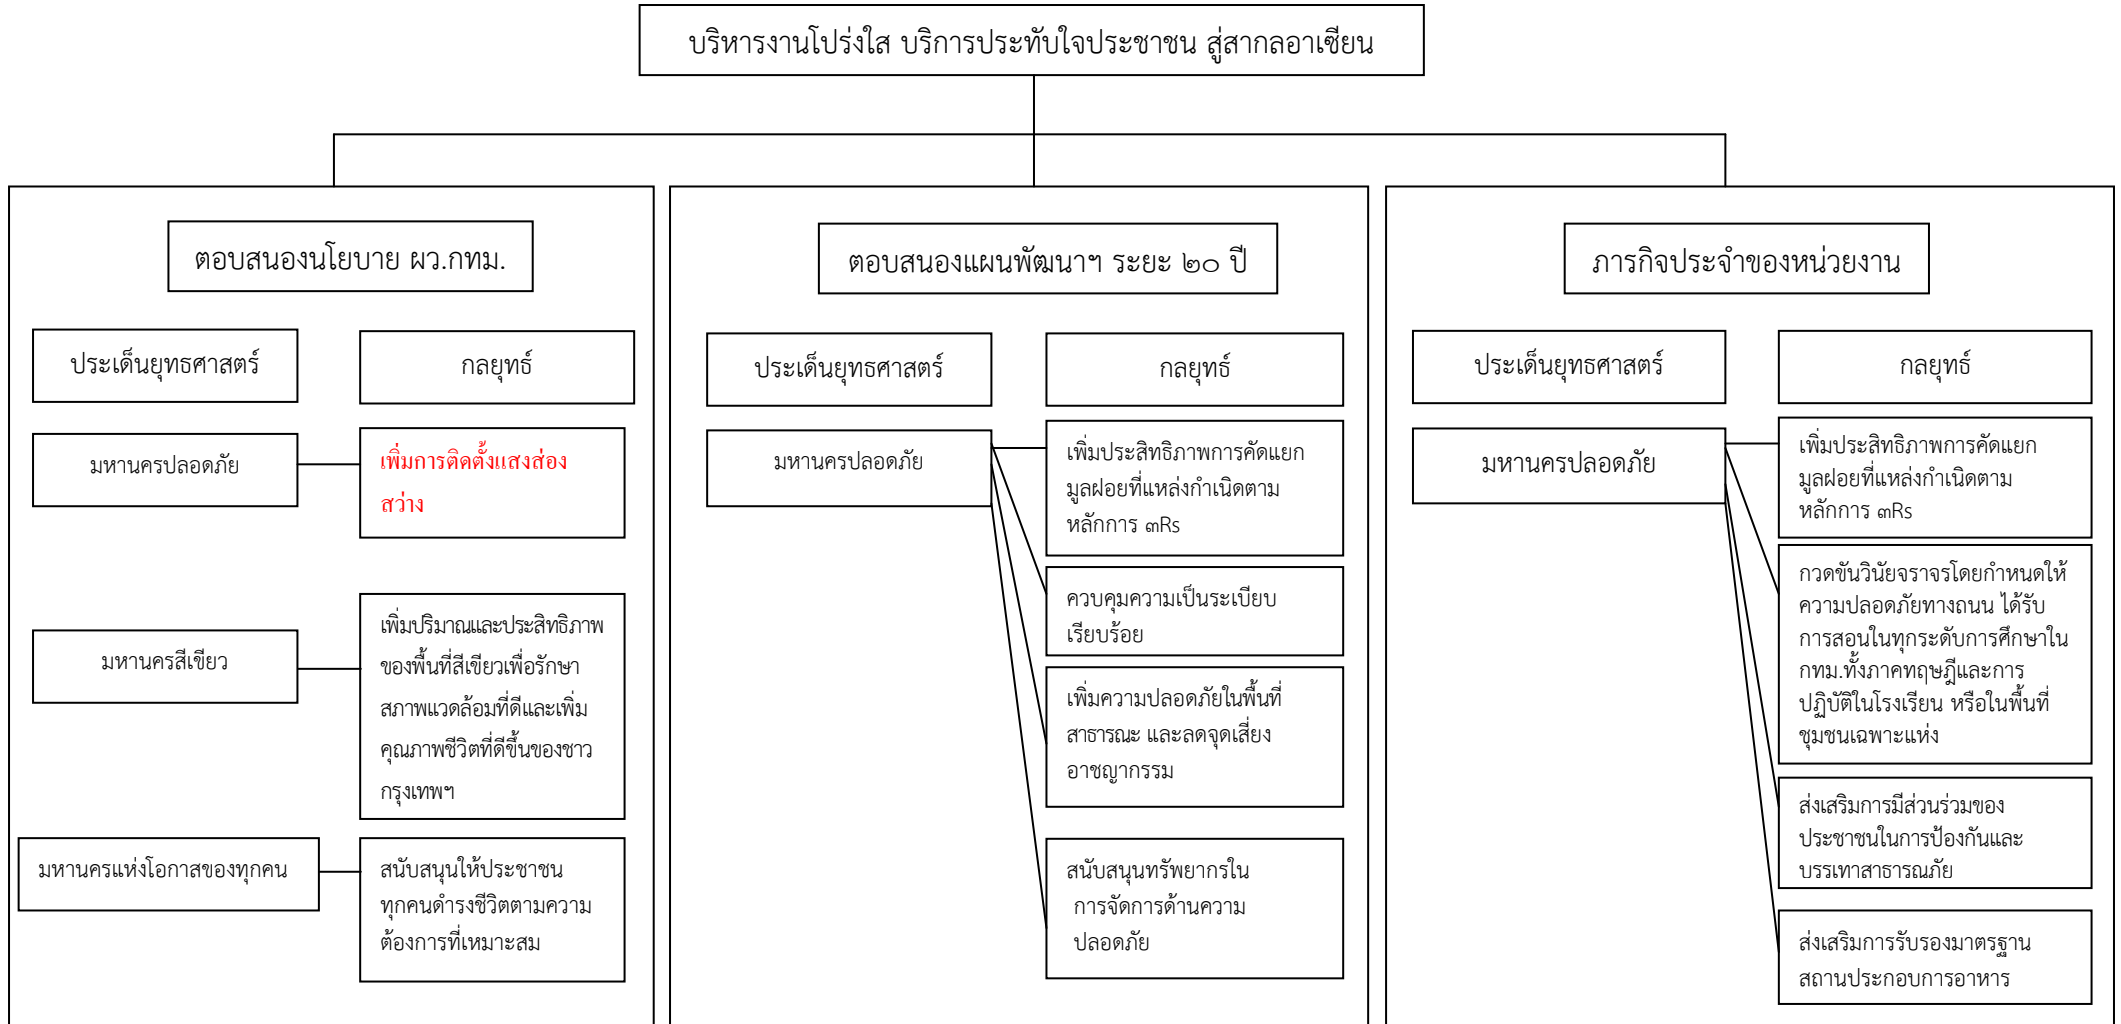 บริหารงานโปร่งใส บริการประทับใจประชาชน สู่สากลอาเซียน
ตอบสนองนโยบาย ผว.กทม.
ประเด็นยุทธศาสตร์
กลยุทธ์
มหานครปลอดภัย
เพิ่มการติดตั้งแสงส่อง
สว่าง
มหานครสีเขียว
เพิ่มปริมาณและประสิทธิภาพ
ของพื้นที่สีเขียวเพื่อรักษา
สภาพแวดล้อมที่ดีและเพิ่ม
คุณภาพชีวิตที่ดีขึ้นของชาว
กรุงเทพฯ
มหานครแห่งโอกาสของทุกคน
สนับสนุนให้ประชาชน
ทุกคนดำรงชีวิตตามความ
ต้องการที่เหมาะสม
ตอบสนองแผนพัฒนาฯ ระยะ ๒๐ ปี
ประเด็นยุทธศาสตร์
กลยุทธ์
มหานครปลอดภัย
เพิ่มประสิทธิภาพการคัดแยก
มูลฝอยที่แหล่งกำเนิดตาม
หลักการ ๓Rs
ควบคุมความเป็นระเบียบ
เรียบร้อย
เพิ่มความปลอดภัยในพื้นที่
สาธารณะ และลดจุดเสี่ยง
อาชญากรรม
สนับสนุนทรัพยากรใน
การจัดการด้านความ
ปลอดภัย
ภารกิจประจำของหน่วยงาน
ประเด็นยุทธศาสตร์
กลยุทธ์
มหานครปลอดภัย
เพิ่มประสิทธิภาพการคัดแยก
มูลฝอยที่แหล่งกำเนิดตาม
หลักการ ๓Rs
กวดขันวินัยจราจรโดยกำหนดให้
ความปลอดภัยทางถนน ได้รับ
การสอนในทุกระดับการศึกษาใน
กทม.ทั้งภาคทฤษฎีและการ
ปฏิบัติในโรงเรียน หรือในพื้นที่
ชุมชนเฉพาะแห่ง
ส่งเสริมการมีส่วนร่วมของ
ประชาชนในการป้องกันและ
บรรเทาสาธารณภัย
ส่งเสริมการรับรองมาตรฐาน
สถานประกอบการอาหาร